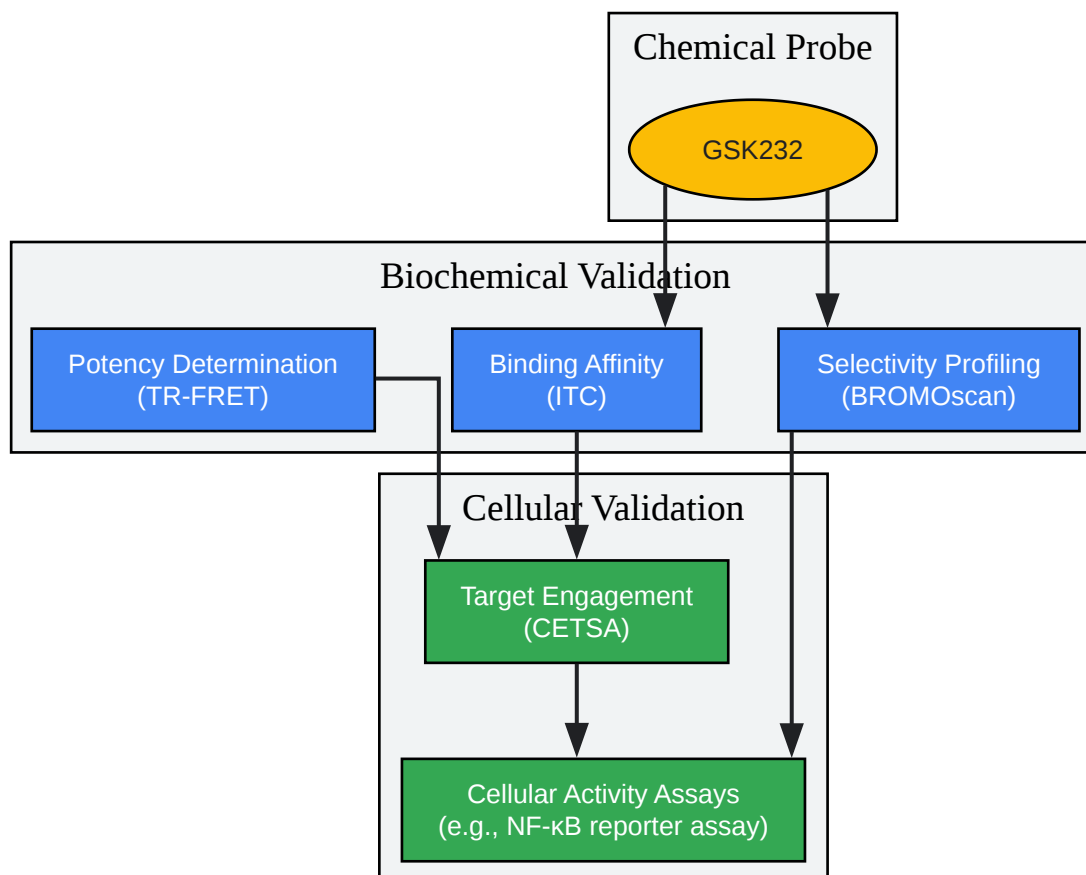 Chemical Probe
GSK232
Biochemical Validation
Potency Determination
(TR-FRET)
Binding Affinity
(ITC)
Selectivity Profiling
(BROMOscan)
Cellular Validation
Target Engagement
(CETSA)
Cellular Activity Assays
(e.g., NF-κB reporter assay)